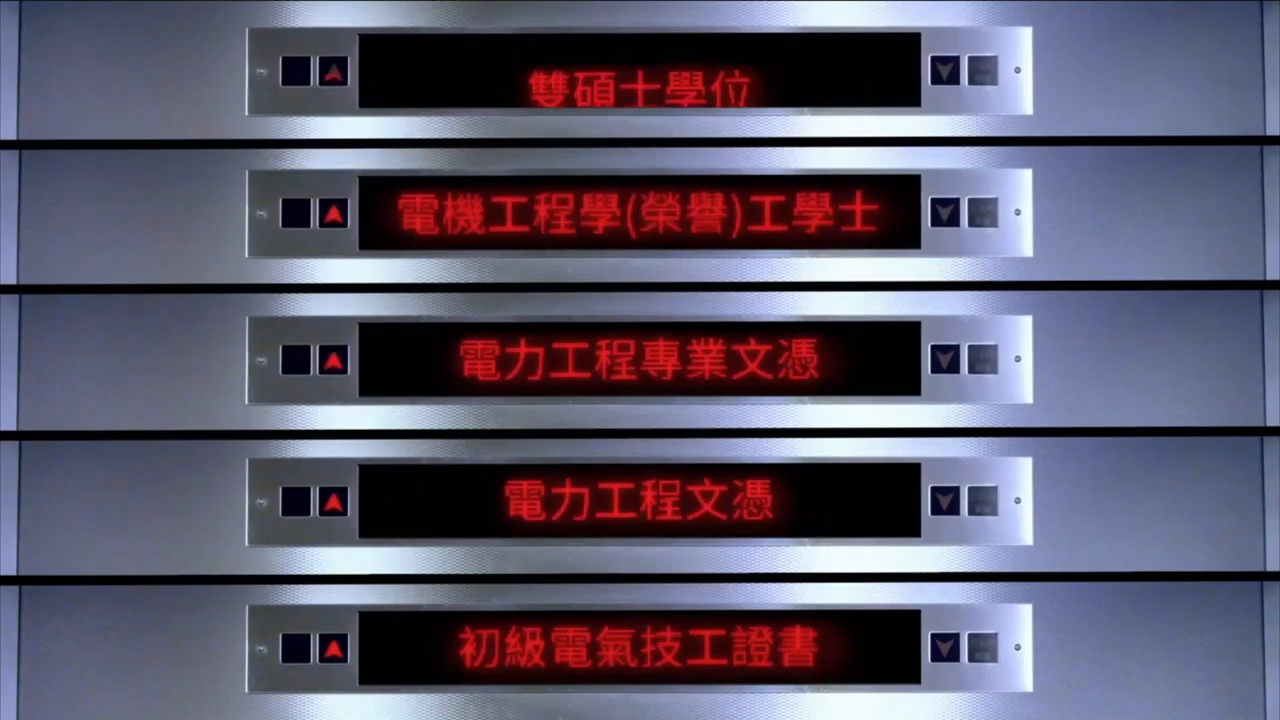 雙碩士學位
電機工程學(榮譽)工學士
電力工程專業文憑
電力工程文憑
初級電氣技工證書